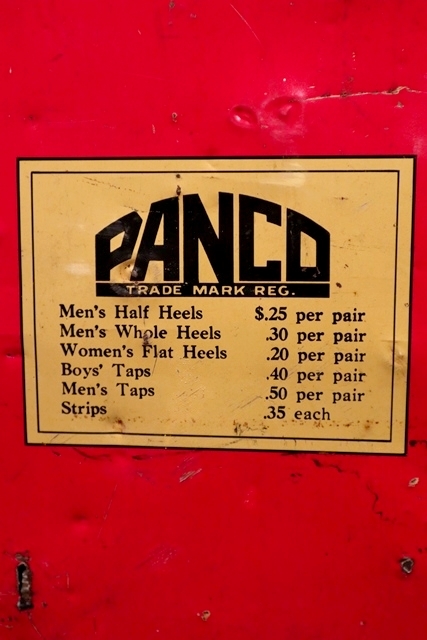 PANCO
TRADE MARK REG.
Men's Half Heels $.25 per pair
Men's Whole Heels .30 per pair
Women's Flat Heels .20 per pair
Boys' Taps .40 per pair
Men's Taps .50 per pair
Strips .35 each